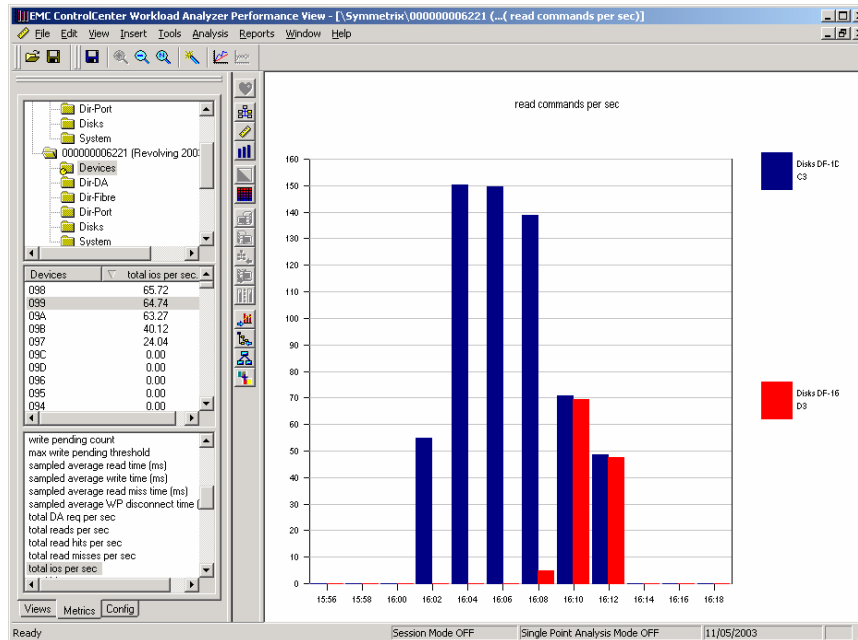 EMC ControlCenter Workload Analyzer Performance View - [\Symmetrix\000000006221 (...( read commands per sec)]
File Edit View Insert Tools Analysis Reports Window Help
Dir-Port
Disks
System
000000006221 (Revolving 200
Devices
Dir-DA
Dir-Fibre
Dir-Port
Disks
System
Devices total ios per sec.
098 65.72
099 64.74
09A 63.27
09B 40.12
097 24.04
09C 0.00
09D 0.00
096 0.00
095 0.00
094 0.00
write pending count
max write pending threshold
sampled average read time (ms)
sampled average write time (ms)
sampled average read miss time (ms)
sampled average WP disconnect time (
total DA req per sec
total reads per sec
total read hits per sec
total read misses per sec
total ios per sec
Views Metrics Config
read commands per sec
160
150
140
130
120
110
100
90
80
70
60
50
40
30
20
10
0
15:56 15:58 16:00 16:02 16:04 16:06 16:08 16:10 16:12 16:14 16:16 16:18
Disks DF-1D
C3
Disks DF-16
D3
Ready Session Mode OFF Single Point Analysis Mode OFF 11/05/2003